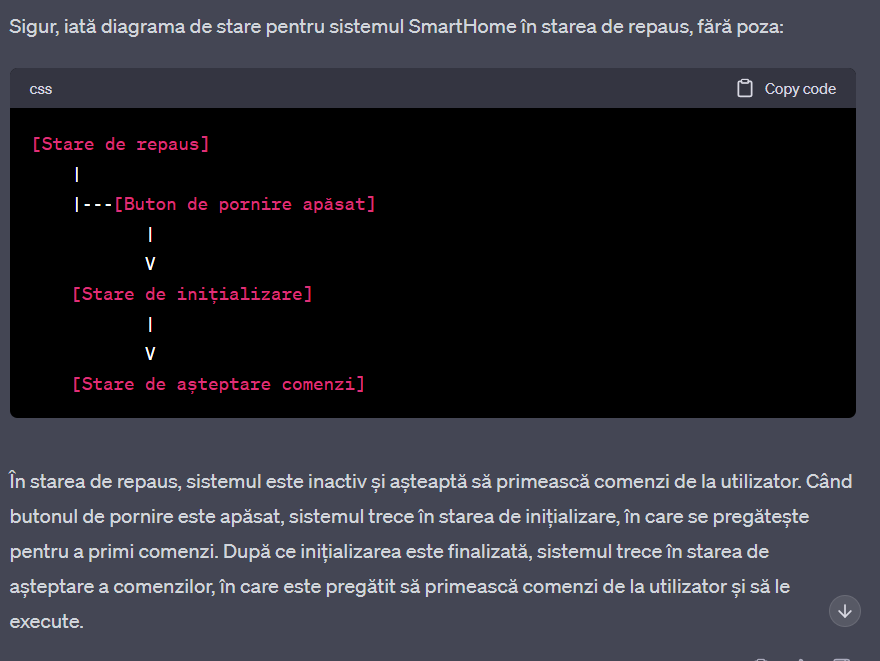 Sigur, iată diagrama de stare pentru sistemul SmartHome în starea de repaus, fără poza:
css
Copy code
[Stare de repaus]
|
|---[Buton de pornire apăsat]
|
V
[Stare de inițializare]
|
V
[Stare de așteptare comenzi]
În starea de repaus, sistemul este inactiv și așteaptă să primească comenzi de la utilizator. Când
butonul de pornire este apăsat, sistemul trece în starea de inițializare, în care se pregătește
pentru a primi comenzi. După ce inițializarea este finalizată, sistemul trece în starea de
așteptare a comenzilor, în care este pregătit să primească comenzi de la utilizator și să le
execute.